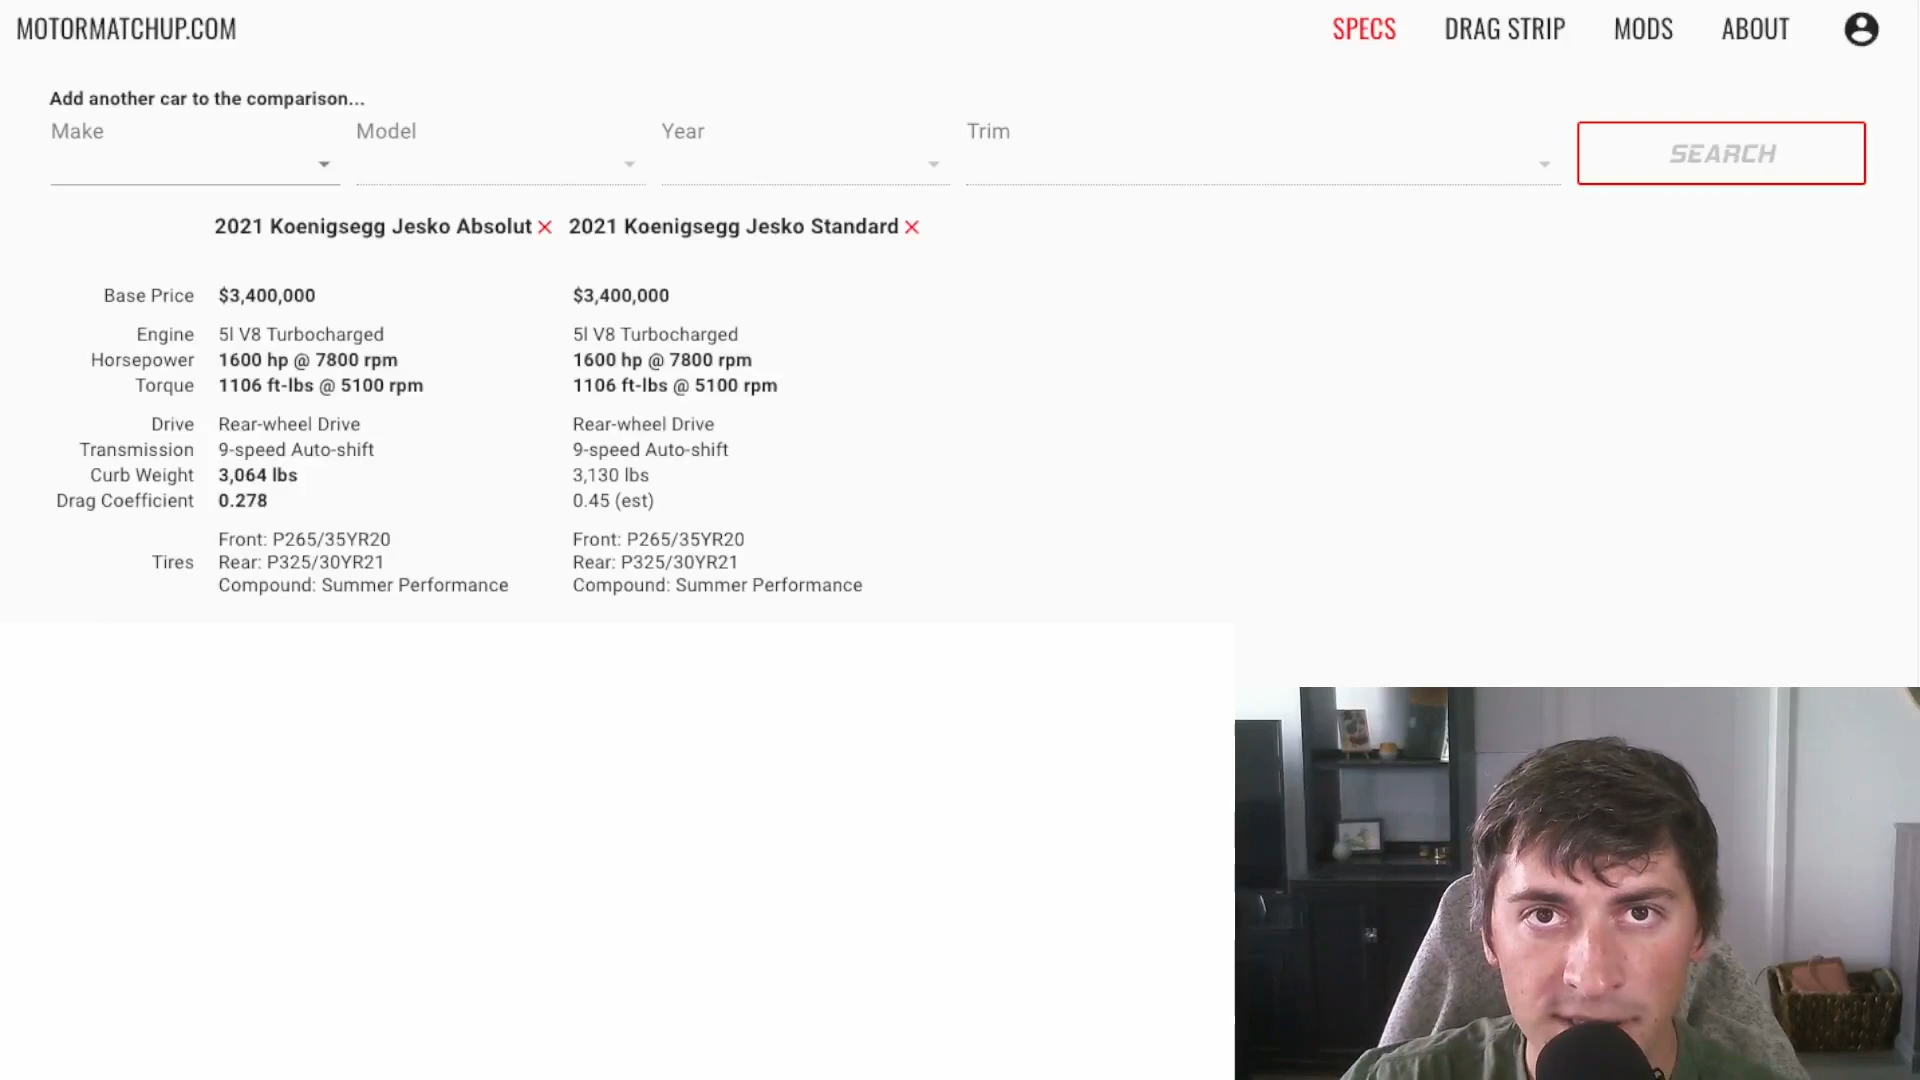 MOTORMATCHUP.COM SPECS DRAG STRIP MODS ABOUT
Add another car to the comparison...
Make Model Year Trim
SEARCH
2021 Koenigsegg Jesko Absolut 2021 Koenigsegg Jesko Standard
Base Price $3,400,000 $3,400,000
Engine 5l V8 Turbocharged 5l V8 Turbocharged
Horsepower 1600 hp @ 7800 rpm 1600 hp @ 7800 rpm
Torque 1106 ft-lbs @ 5100 rpm 1106 ft-lbs @ 5100 rpm
Drive Rear-wheel Drive Rear-wheel Drive
Transmission 9-speed Auto-shift 9-speed Auto-shift
Curb Weight 3,064 lbs 3,130 lbs
Drag Coefficient 0.278 0.45 (est)
Front: P265/35YR20 Front: P265/35YR20
Tires Rear: P325/30YR21 Rear: P325/30YR21
Compound: Summer Performance Compound: Summer Performance